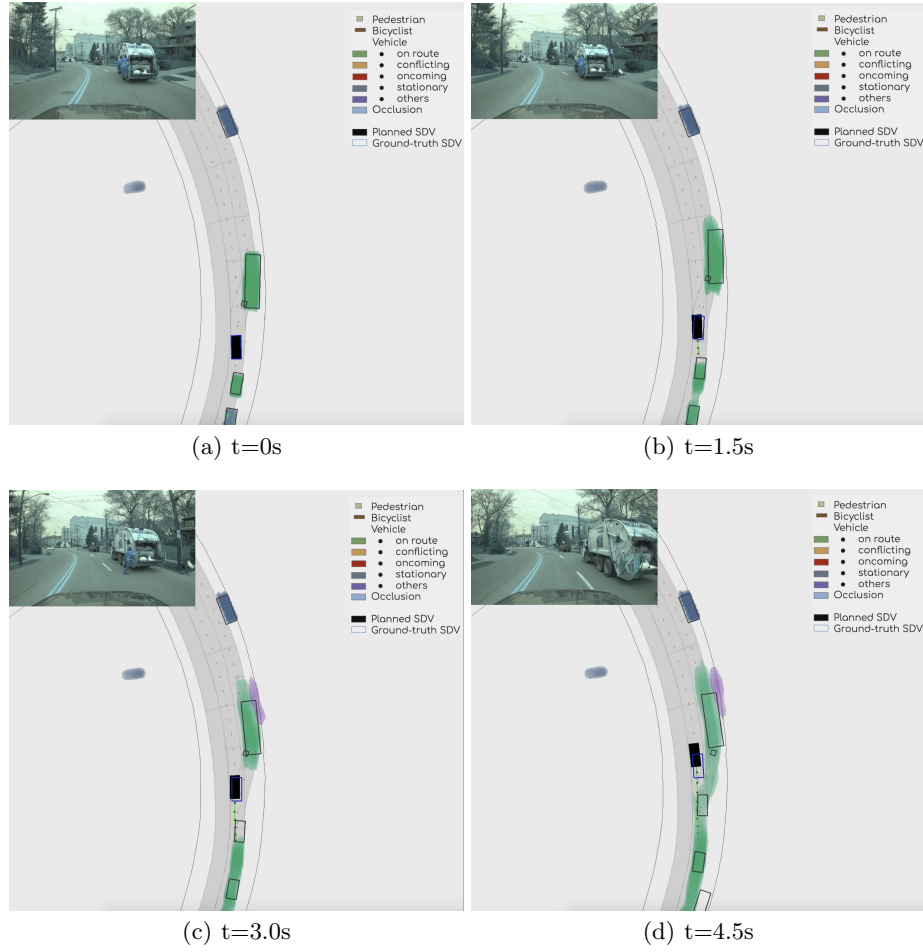 Pedestrian
Bicyclist
Vehicle
• on route
• conflicting
• oncoming
• stationary
• others
Occlusion
Planned SDV
Ground-truth SDV
(a) t=0s
Pedestrian
Bicyclist
Vehicle
• on route
• conflicting
• oncoming
• stationary
• others
Occlusion
Planned SDV
Ground-truth SDV
(b) t=1.5s
Pedestrian
Bicyclist
Vehicle
• on route
• conflicting
• oncoming
• stationary
• others
Occlusion
Planned SDV
Ground-truth SDV
(c) t=3.0s
Pedestrian
Bicyclist
Vehicle
• on route
• conflicting
• oncoming
• stationary
• others
Occlusion
Planned SDV
Ground-truth SDV
(d) t=4.5s